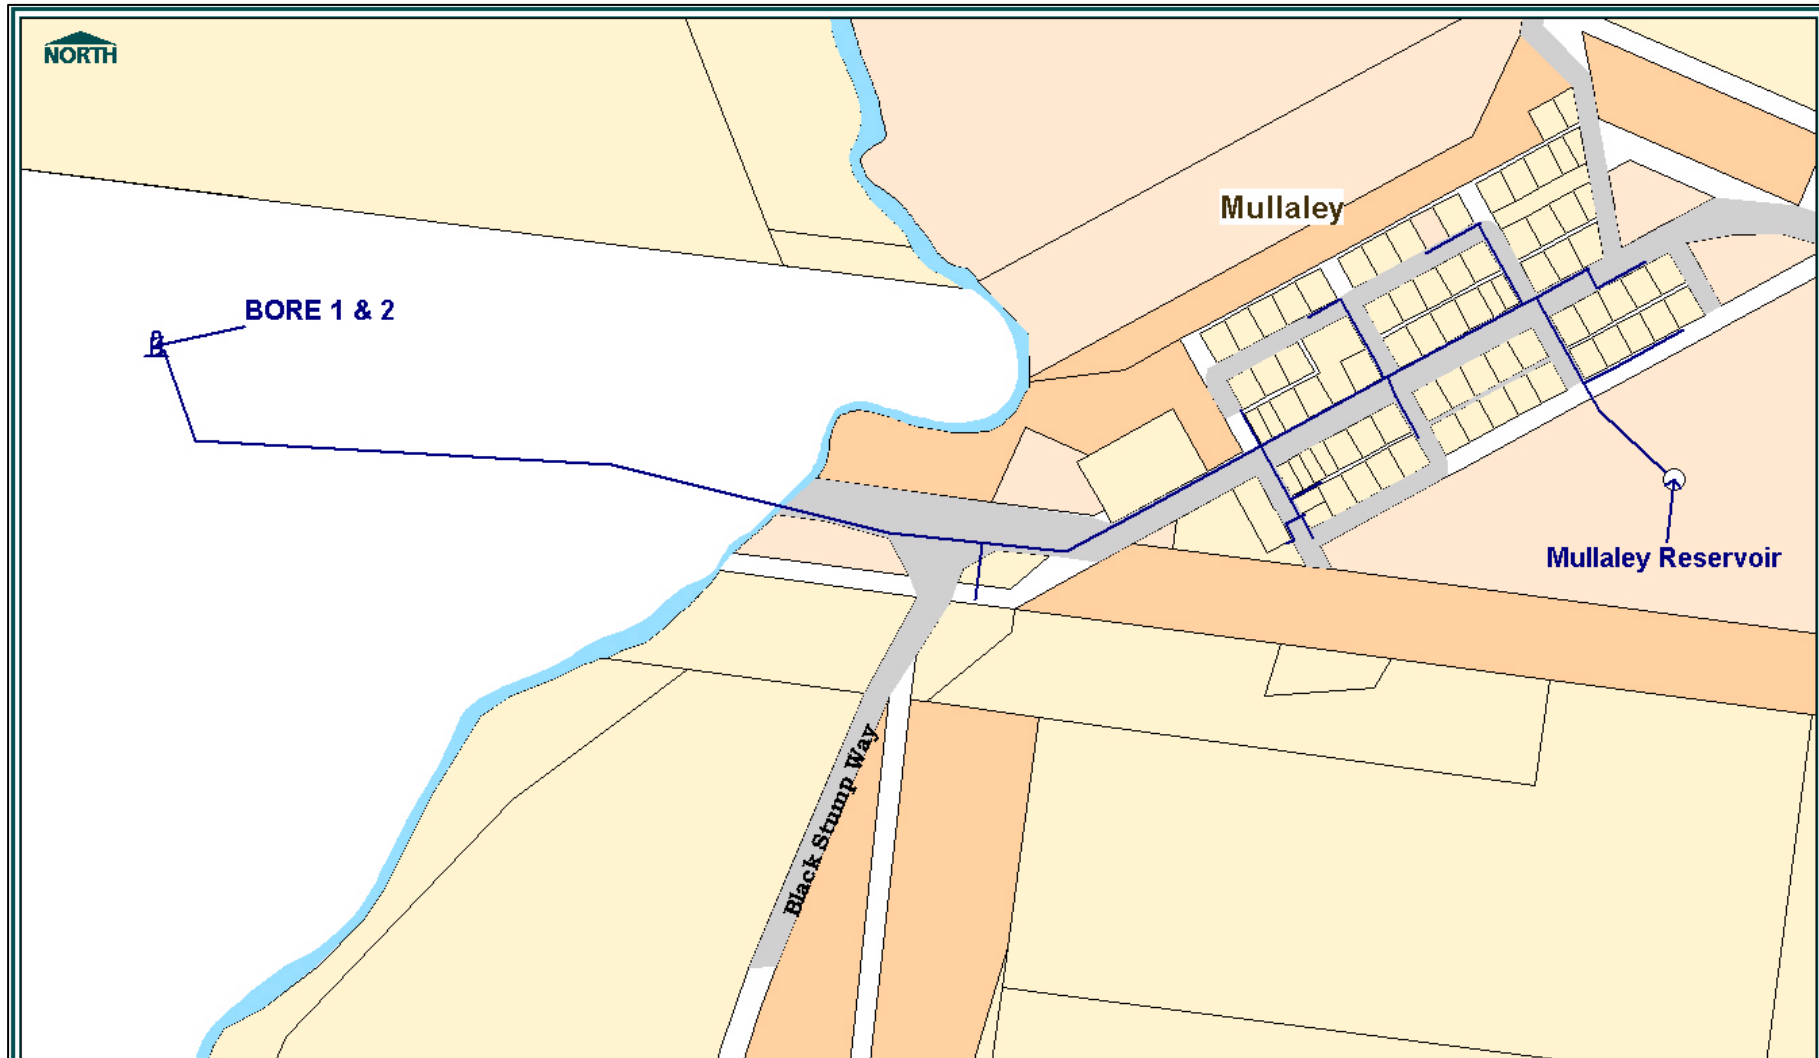 NORTH
Mullaley
BORE 1 & 2
Mullaley Reservoir
Black Stump Way